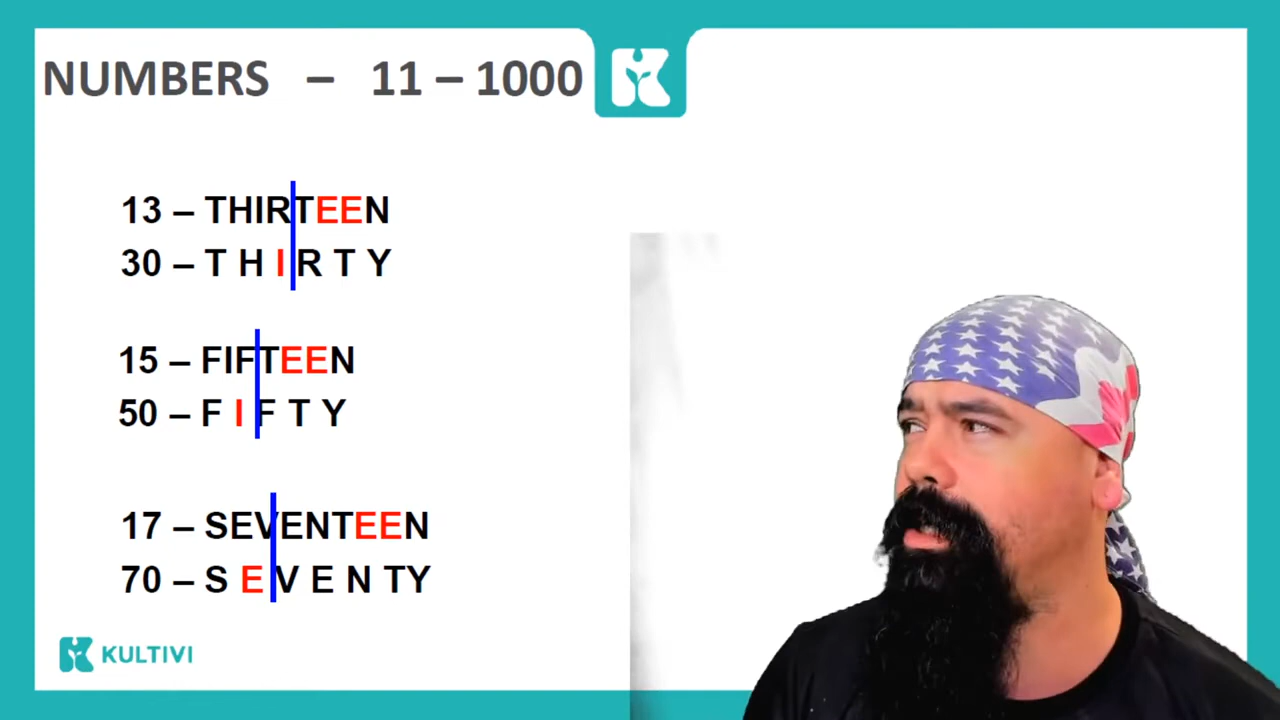 NUMBERS – 11 – 1000
13 – THIRTEEN
30 – T H I R T Y
15 – FIFTEEN
50 – F I F T Y
17 – SEVENTEEN
70 – S E V E N TY
KULTIVI